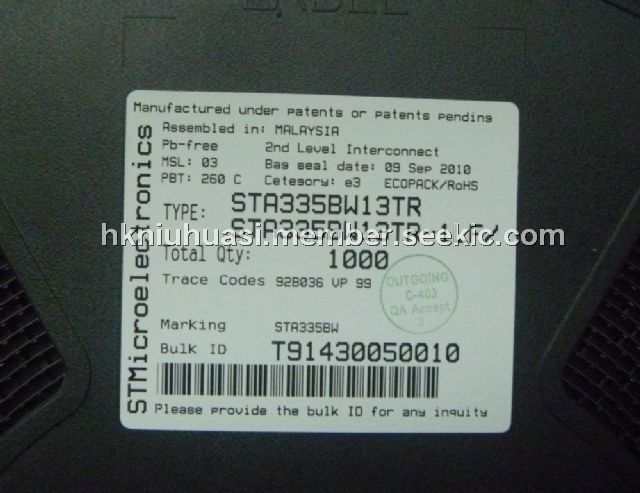 LABEL
Manufactured under patents or patents pending
STMicroelectronics
Assembled in: MALAYSIA
Pb-free 2nd Level Interconnect
MSL: 03 Bag seal date: 09 Sep 2010
PBT: 260 C Category: e3 ECOPACK/RoHS
TYPE: STA335BW13TR
hkniuhuasi.member.seekic.com
Total Qty: 1000
Trace Codes 92B036 VP 99
OUTGOING
C-403
QA Accept
3
Marking STA335BW
Bulk ID T91430050010
Please provide the bulk ID for any inquity